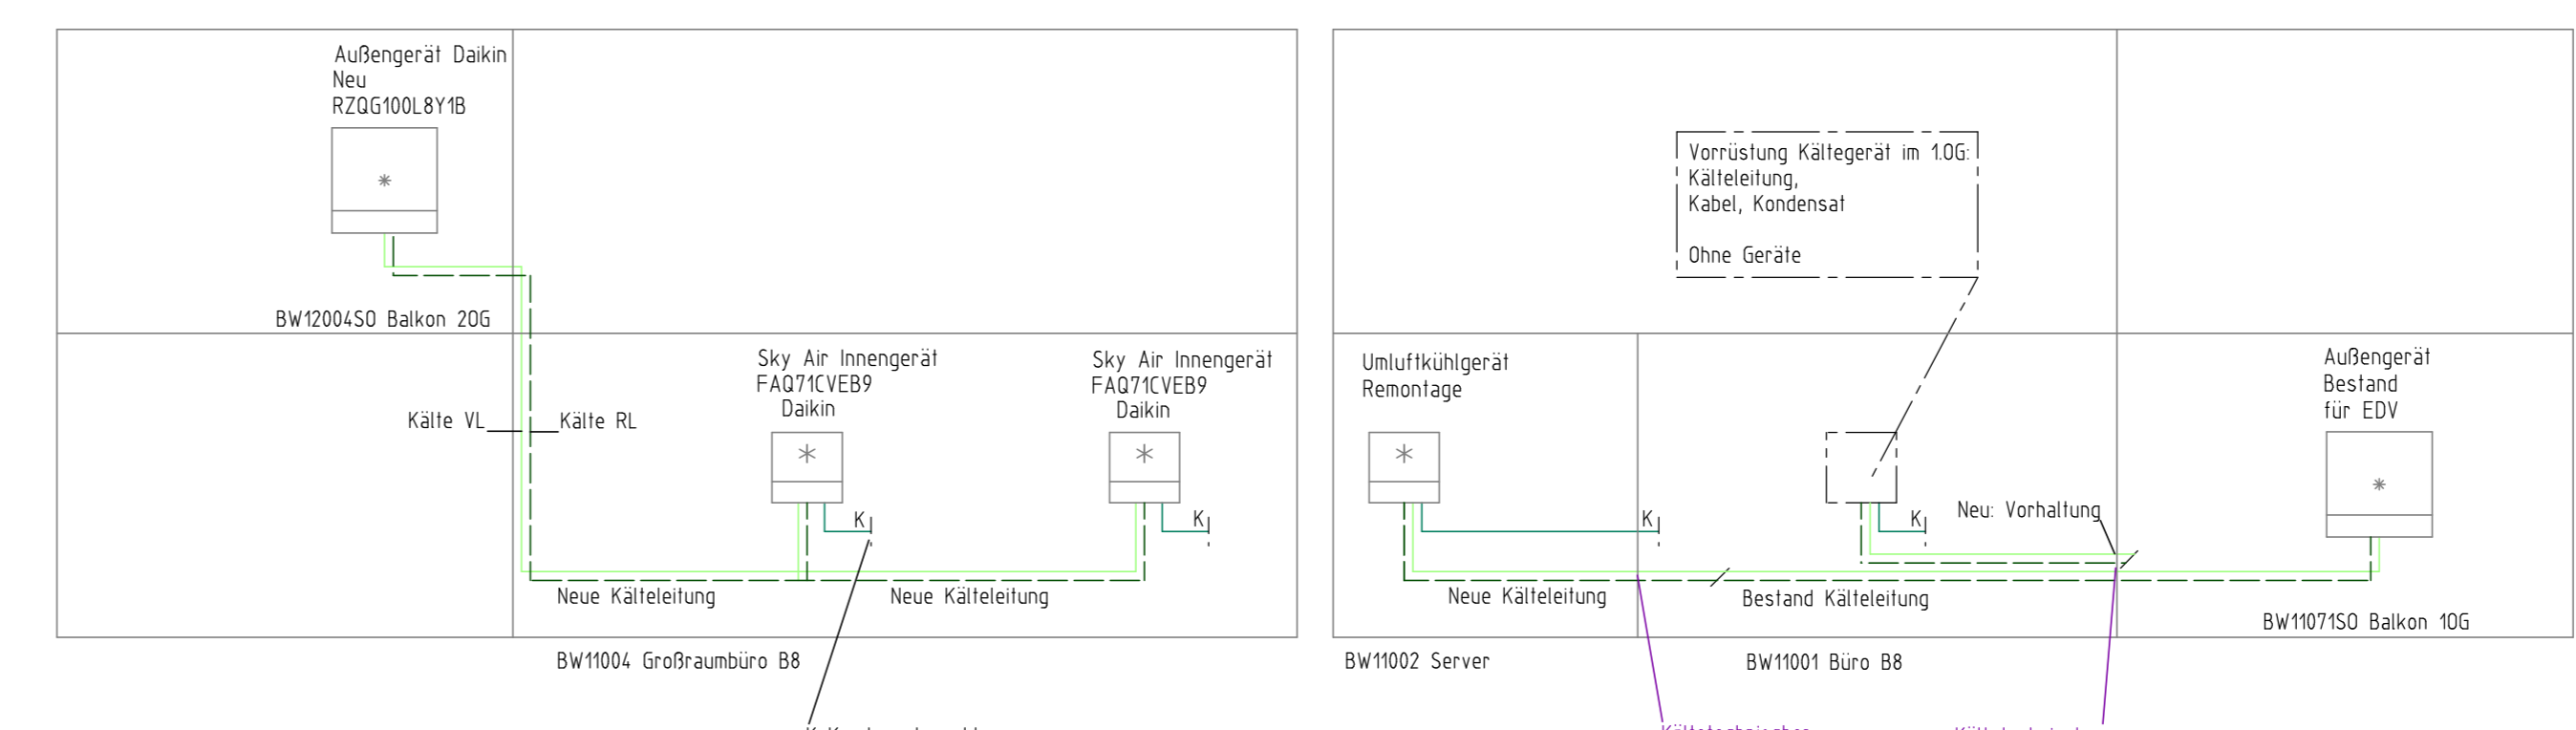 Außengerät Daikin
Neu
RZQG100L8Y1B
BW12004SO Balkon 2OG
Kälte VL
Kälte RL
Sky Air Innengerät
FAQ71CVEB9
Daikin
Sky Air Innengerät
FAQ71CVEB9
Daikin
K
K
Neue Kälteleitung
Neue Kälteleitung
BW11004 Großraumbüro B8
Vorrüstung Kältegerät im 1.OG:
Kälteleitung,
Kabel, Kondensat
Ohne Geräte
Umluftkühlgerät
Remontage
Außengerät
Bestand
für EDV
K
K
Neu: Vorhaltung
Neue Kälteleitung
Bestand Kälteleitung
BW11071SO Balkon 1OG
BW11002 Server
BW11001 Büro B8